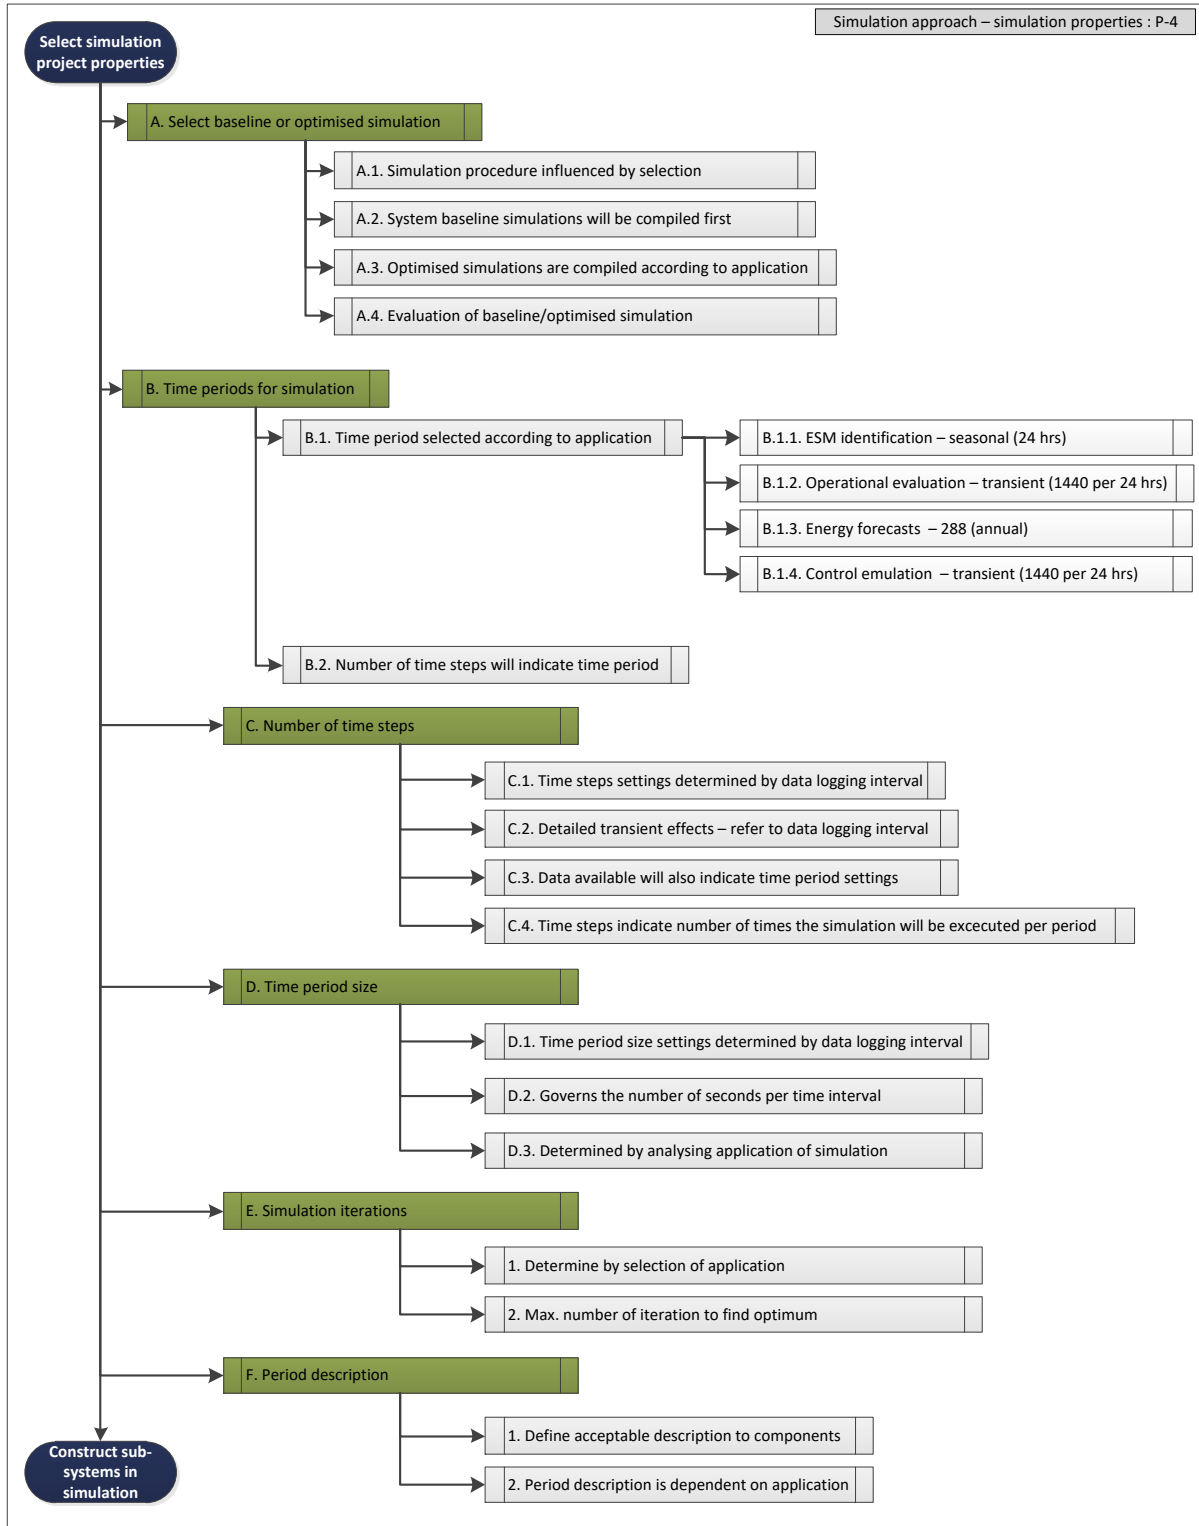 Simulation approach – simulation properties : P-4
Select simulation
project properties
A. Select baseline or optimised simulation
A.1. Simulation procedure influenced by selection
A.2. System baseline simulations will be compiled first
A.3. Optimised simulations are compiled according to application
A.4. Evaluation of baseline/optimised simulation
B. Time periods for simulation
B.1. Time period selected according to application
B.1.1. ESM identification – seasonal (24 hrs)
B.1.2. Operational evaluation – transient (1440 per 24 hrs)
B.1.3. Energy forecasts – 288 (annual)
B.1.4. Control emulation – transient (1440 per 24 hrs)
B.2. Number of time steps will indicate time period
C. Number of time steps
C.1. Time steps settings determined by data logging interval
C.2. Detailed transient effects – refer to data logging interval
C.3. Data available will also indicate time period settings
C.4. Time steps indicate number of times the simulation will be excecuted per period
D. Time period size
D.1. Time period size settings determined by data logging interval
D.2. Governs the number of seconds per time interval
D.3. Determined by analysing application of simulation
E. Simulation iterations
1. Determine by selection of application
2. Max. number of iteration to find optimum
F. Period description
1. Define acceptable description to components
2. Period description is dependent on application
Construct sub-
systems in
simulation